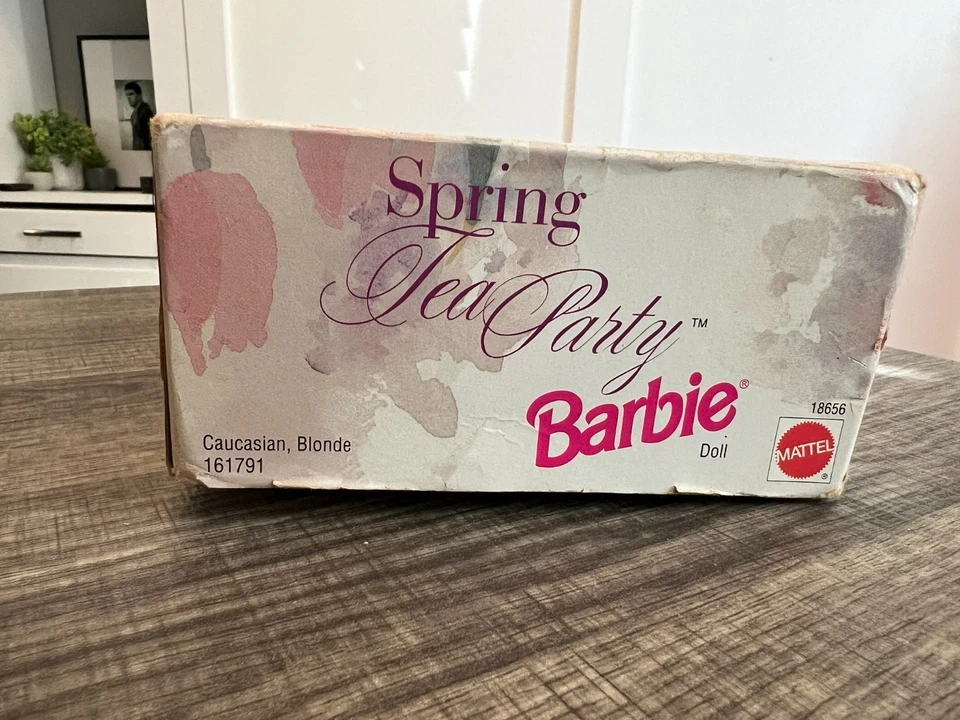 Spring
Tea Party™
Barbie®
Doll
Caucasian, Blonde
161791
18656
MATTEL
®